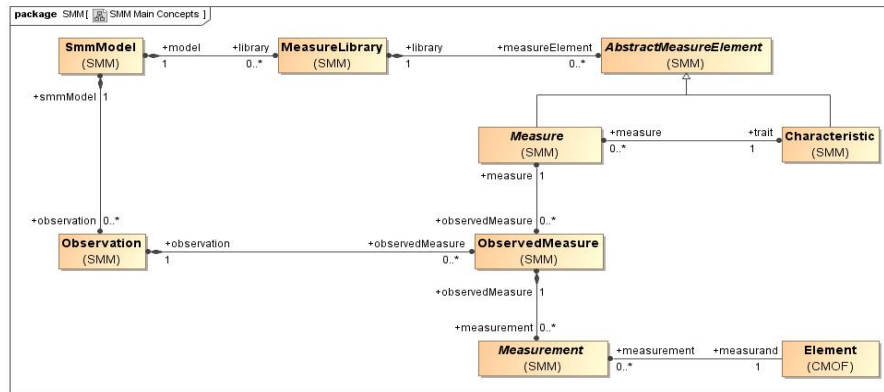 package SMM [ SMM Main Concepts ]
SmmModel
(SMM)
+model
1
+library
0..*
MeasureLibrary
(SMM)
+library
1
+measureElement
0..*
AbstractMeasureElement
(SMM)
+smmModel
1
Measure
(SMM)
+measure
0..*
+trait
1
Characteristic
(SMM)
+measure
1
+observation
0..*
+observedMeasure
0..*
Observation
(SMM)
+observation
1
+observedMeasure
0..*
ObservedMeasure
(SMM)
+observedMeasure
1
+measurement
0..*
Measurement
(SMM)
+measurement
0..*
+measurand
1
Element
(CMOF)